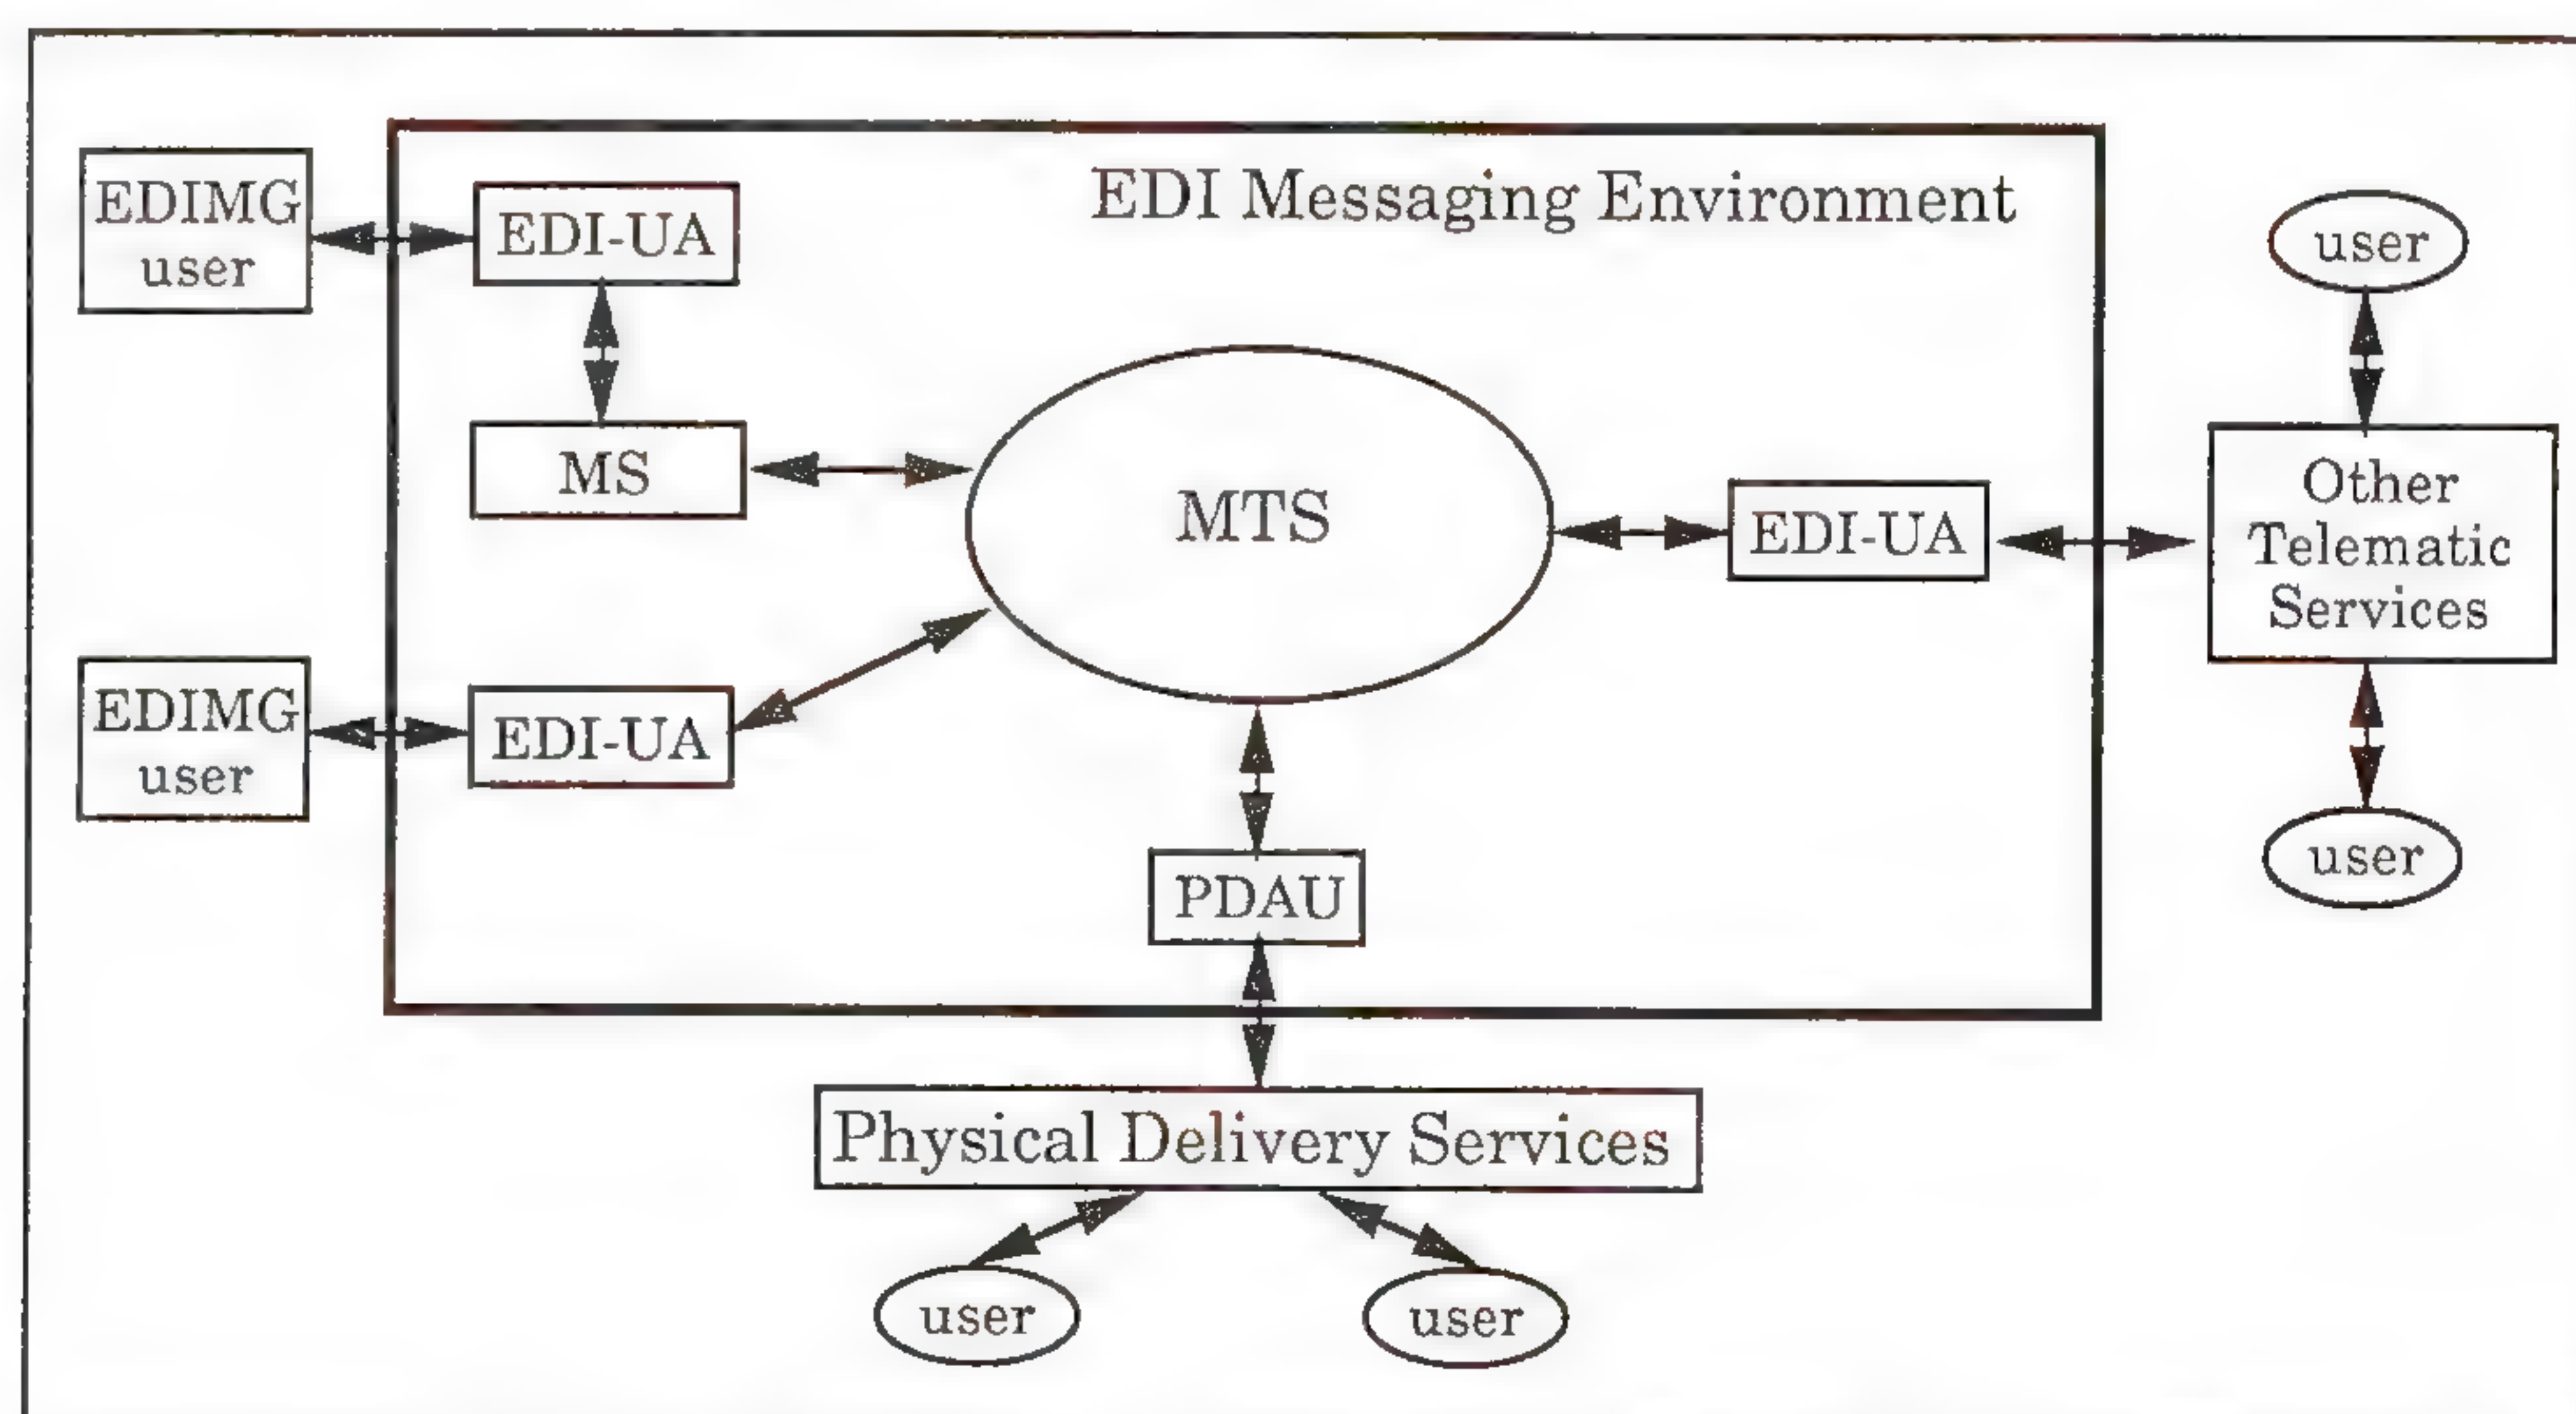 EDI Messaging Environment
EDIMG
user
EDI-UA
user
MS
MTS
EDI-UA
Other
Telematic
Services
EDIMG
user
EDI-UA
user
PDAU
Physical Delivery Services
user
user